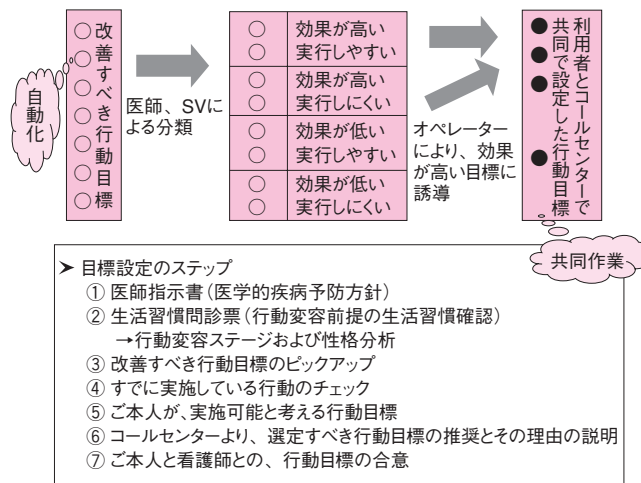 自動化
○改善すべき行動目標
○
○
○
○
○
○
医師、SVに
よる分類
○ 効果が高い
○ 実行しやすい
○ 効果が高い
○ 実行しにくい
○ 効果が低い
○ 実行しやすい
○ 効果が低い
○ 実行しにくい
オペレーター
により、効果
が高い目標に
誘導
利用者とコールセンターで
共同で設定した行動目標
共同作業
➤ 目標設定のステップ
① 医師指示書(医学的疾病予防方針)
② 生活習慣問診票(行動変容前提の生活習慣確認)
→行動変容ステージおよび性格分析
③ 改善すべき行動目標のピックアップ
④ すでに実施している行動のチェック
⑤ ご本人が、実施可能と考える行動目標
⑥ コールセンターより、選定すべき行動目標の推奨とその理由の説明
⑦ ご本人と看護師との、行動目標の合意